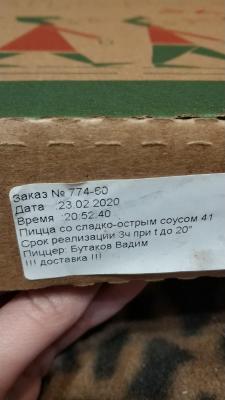 Заказ № 774-60
Дата :23.02.2020
Время :20:52:40
Пицца со сладко-острым соусом 41
Срок реализации 3ч при t до 20"
Пиццер: Бутаков Вадим
!!! доставка !!!